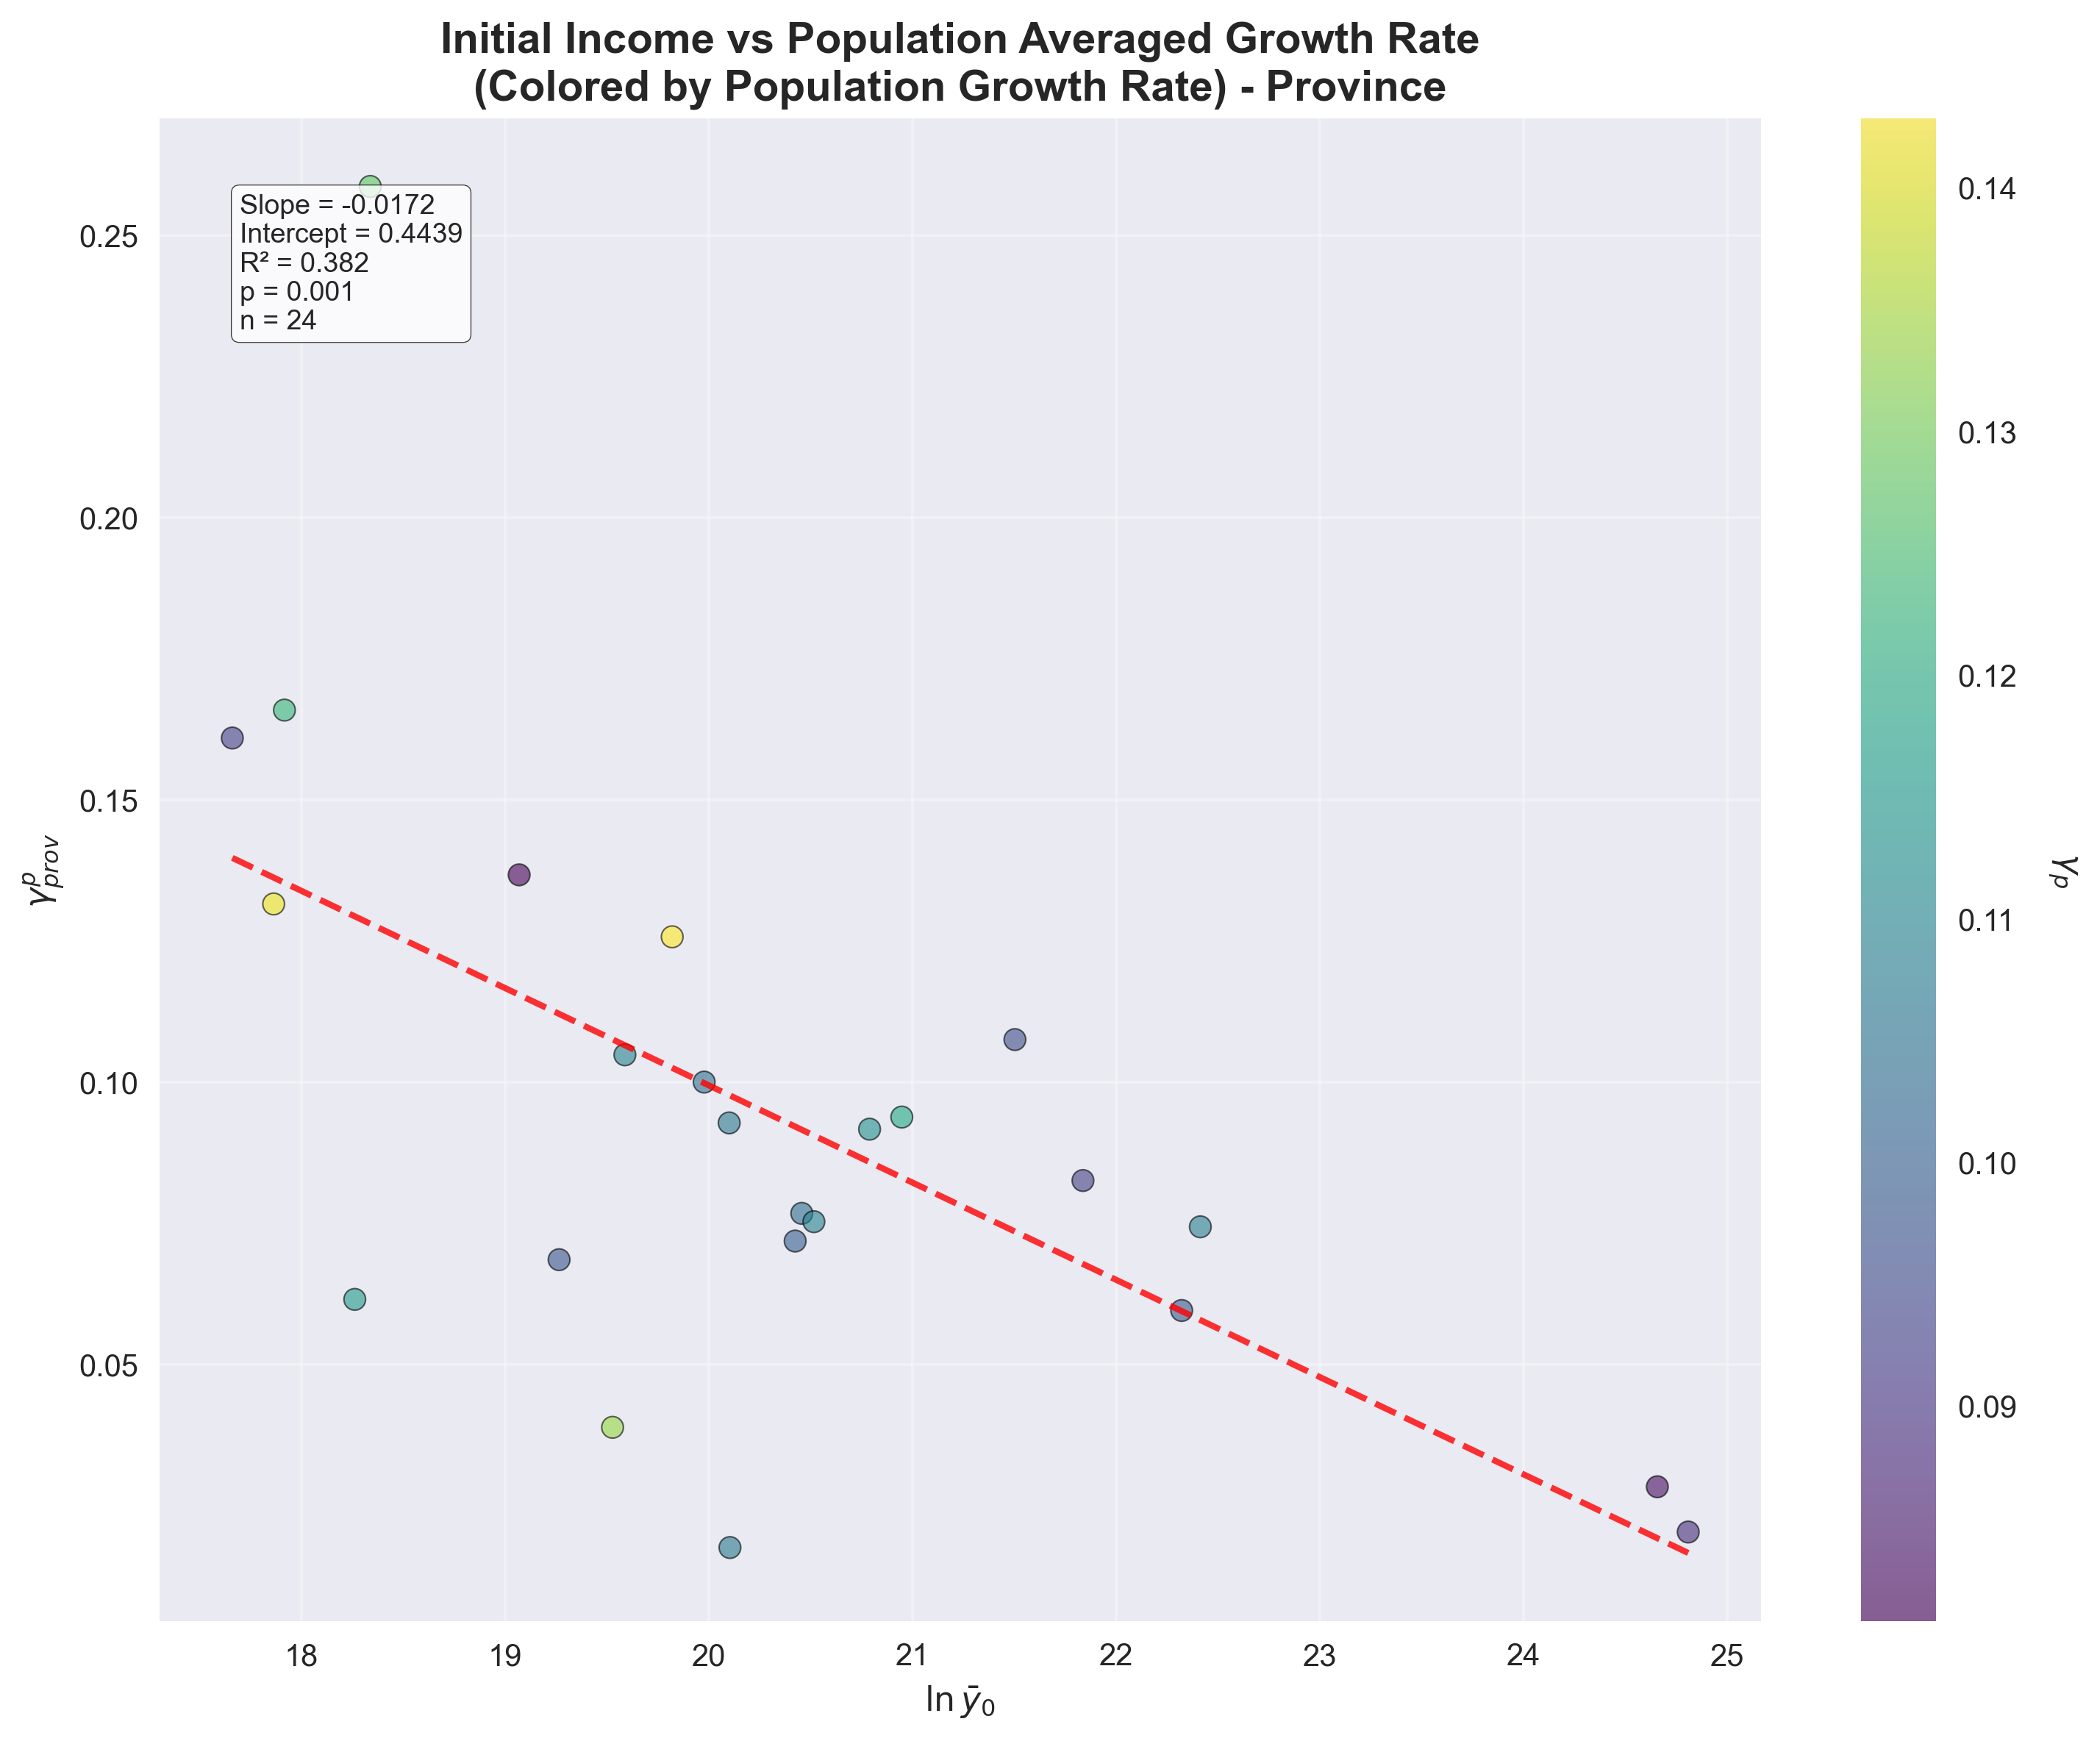 Initial Income vs Population Averaged Growth Rate
(Colored by Population Growth Rate) - Province
Slope = -0.0172
Intercept = 0.4439
R² = 0.382
p = 0.001
n = 24
0.25
0.20
0.15
0.10
0.05
γ^p_prov
18 19 20 21 22 23 24 25
ln ȳ₀
0.14
0.13
0.12
0.11
0.10
0.09
γ_p